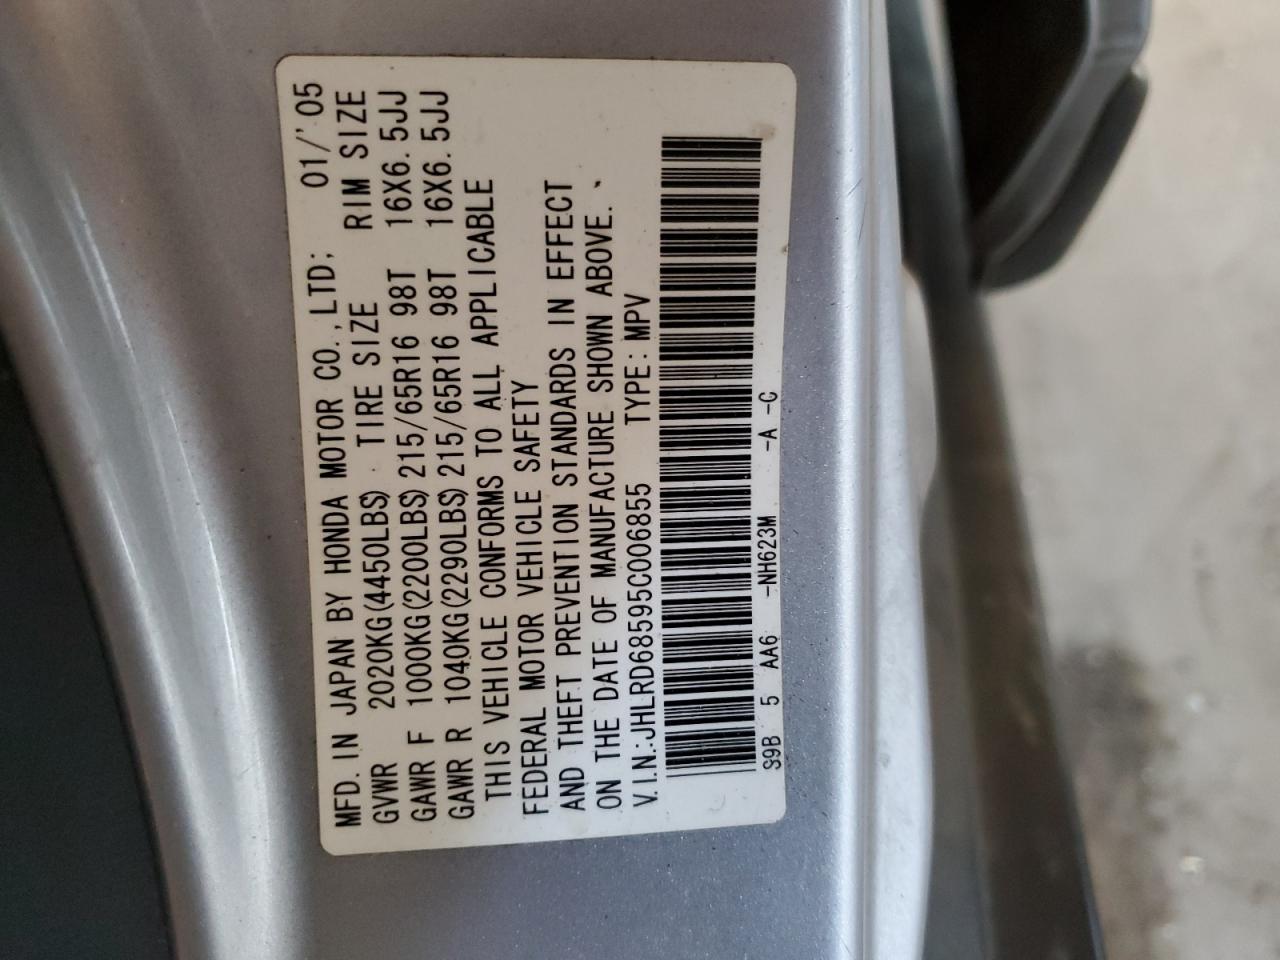 MFD. IN JAPAN BY HONDA MOTOR CO.,LTD; 01/'05
GVWR 2020KG(4450LBS) TIRE SIZE RIM SIZE
GAWR F 1000KG(2200LBS)215/65R16 98T 16X6.5JJ
GAWR R 1040KG(2290LBS)215/65R16 98T 16X6.5JJ
THIS VEHICLE CONFORMS TO ALL APPLICABLE
FEDERAL MOTOR VEHICLE SAFETY
AND THEFT PREVENTION STANDARDS IN EFFECT
ON THE DATE OF MANUFACTURE SHOWN ABOVE.
V.I.N.:JHLRD68595C006855 TYPE: MPV
S9B 5 AA6 -NH623M -A -C